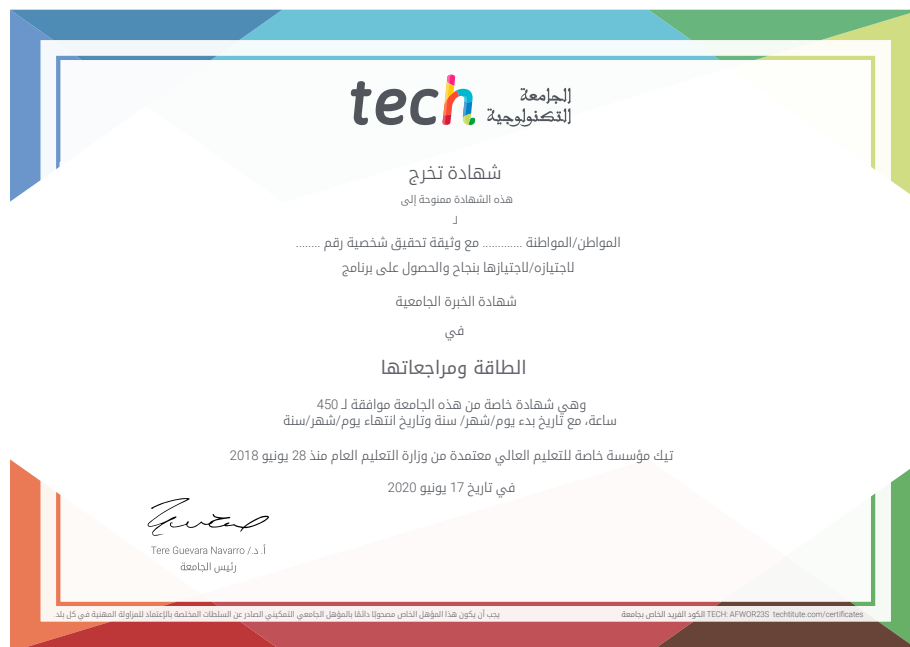 tech الجامعة التكنولوجية
شهادة تخرج
هذه الشهادة ممنوحة إلى
لـ
المواطن/المواطنة ............. مع وثيقة تحقيق شخصية رقم ........
لاجتيازه/لاجتيازها بنجاح والحصول على برنامج
شهادة الخبرة الجامعية
في
الطاقة ومراجعاتها
وهي شهادة خاصة من هذه الجامعة موافقة لـ 450
ساعة، مع تاريخ بدء يوم/شهر/ سنة وتاريخ انتهاء يوم/شهر/سنة
تيك مؤسسة خاصة للتعليم العالي معتمدة من وزارة التعليم العام منذ 28 يونيو 2018
في تاريخ 17 يونيو 2020
أ. د./ Tere Guevara Navarro
رئيس الجامعة
يجب أن يكون هذا المؤهل الخاص مصحوبًا دائمًا بالمؤهل الجامعي التمكيني الصادر عن السلطات المختصة بالإعتماد للمزاولة المهنية في كل بلد.
الكود الفريد الخاص بجامعة TECH: AFWOR23S techtitute.com/certificates